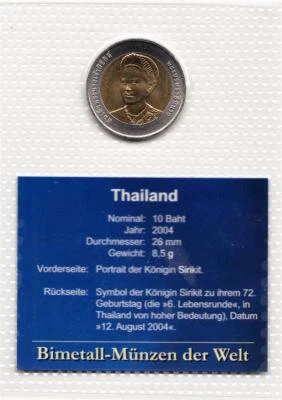 Thailand
Nominal: 10 Baht
Jahr: 2004
Durchmesser: 26 mm
Gewicht: 8,5 g
Vorderseite: Portrait der Königin Sirikit.
Rückseite: Symbol der Königin Sirikit zu ihrem 72.
Geburtstag (die »6. Lebensrunde«, in
Thailand von hoher Bedeutung), Datum
»12. August 2004«.
Bimetall-Münzen der Welt